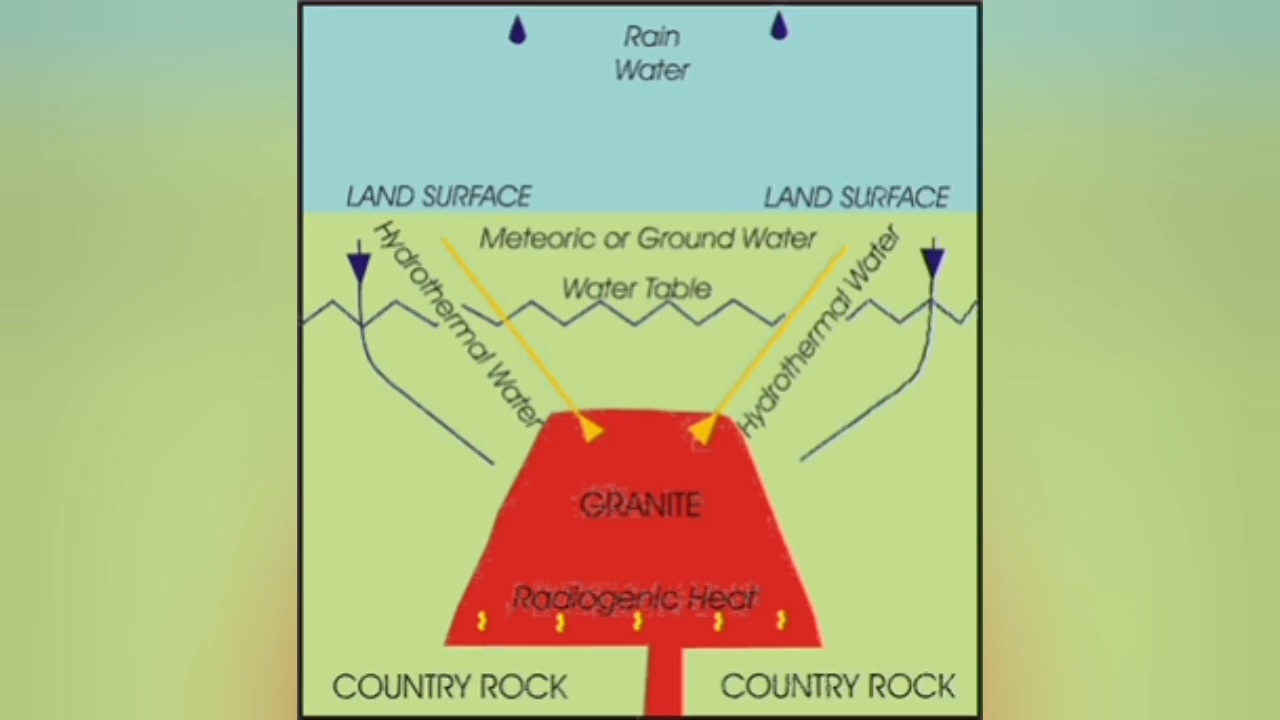 Rain
Water
LAND SURFACE
LAND SURFACE
Meteoric or Ground Water
Hydrothermal Water
Hydrothermal Water
Water Table
GRANITE
Radiogenic Heat
COUNTRY ROCK
COUNTRY ROCK